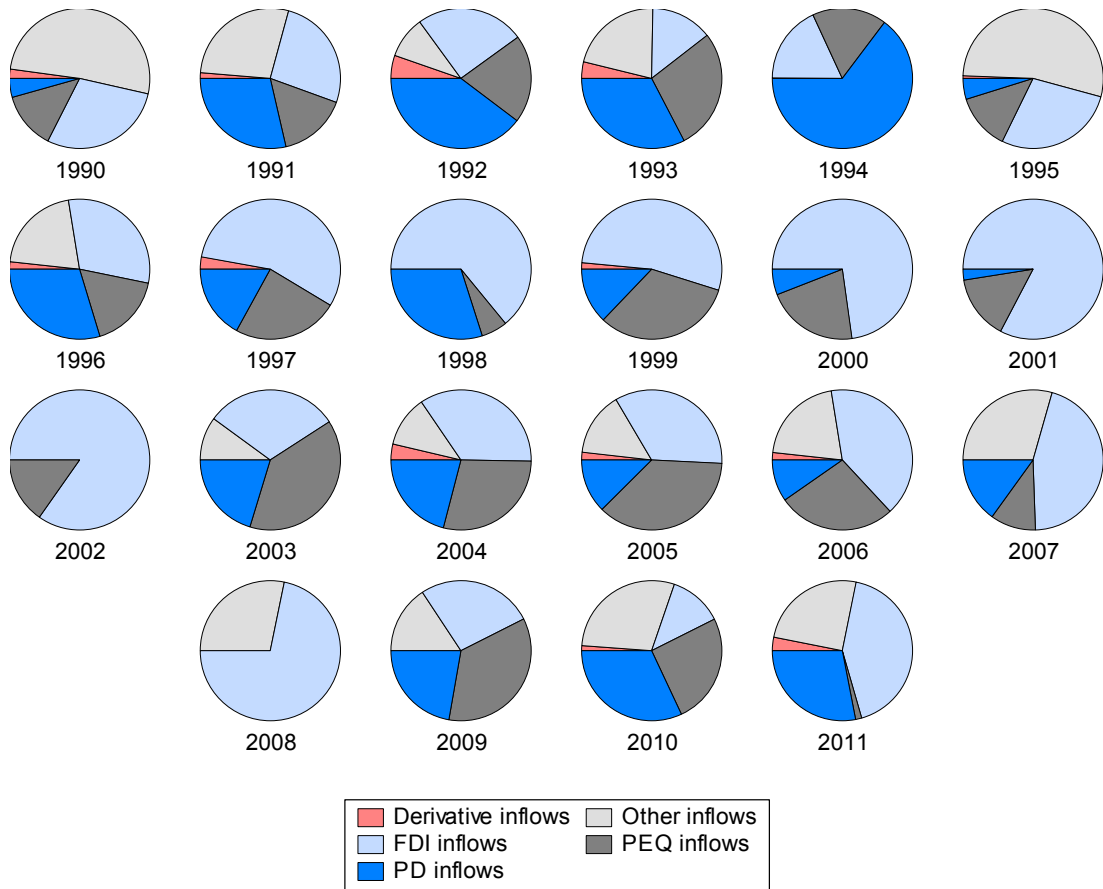 1990 1991 1992 1993 1994 1995
1996 1997 1998 1999 2000 2001
2002 2003 2004 2005 2006 2007
2008 2009 2010 2011
Derivative inflows Other inflows
FDI inflows PEQ inflows
PD inflows